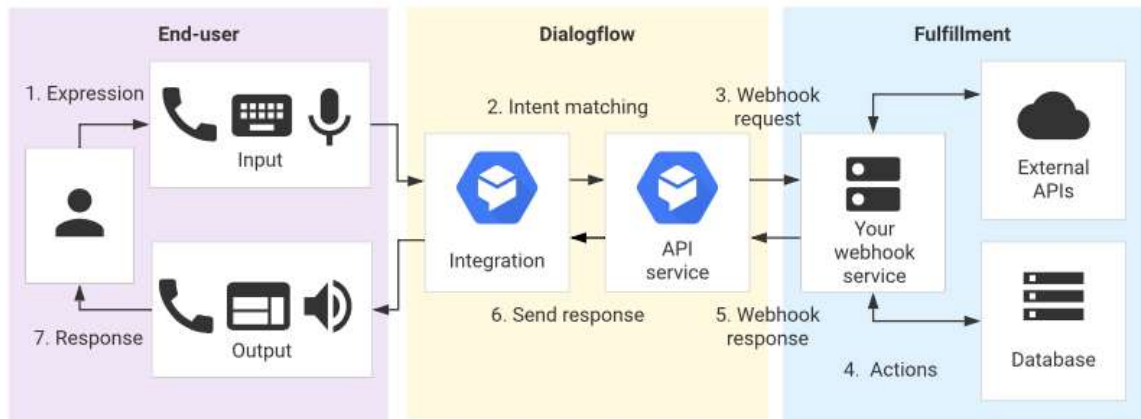 End-user
Dialogflow
Fulfillment
1. Expression
Input
2. Intent matching
3. Webhook
request
External
APIs
Integration
API
service
Your
webhook
service
7. Response
Output
6. Send response
5. Webhook
response
4. Actions
Database